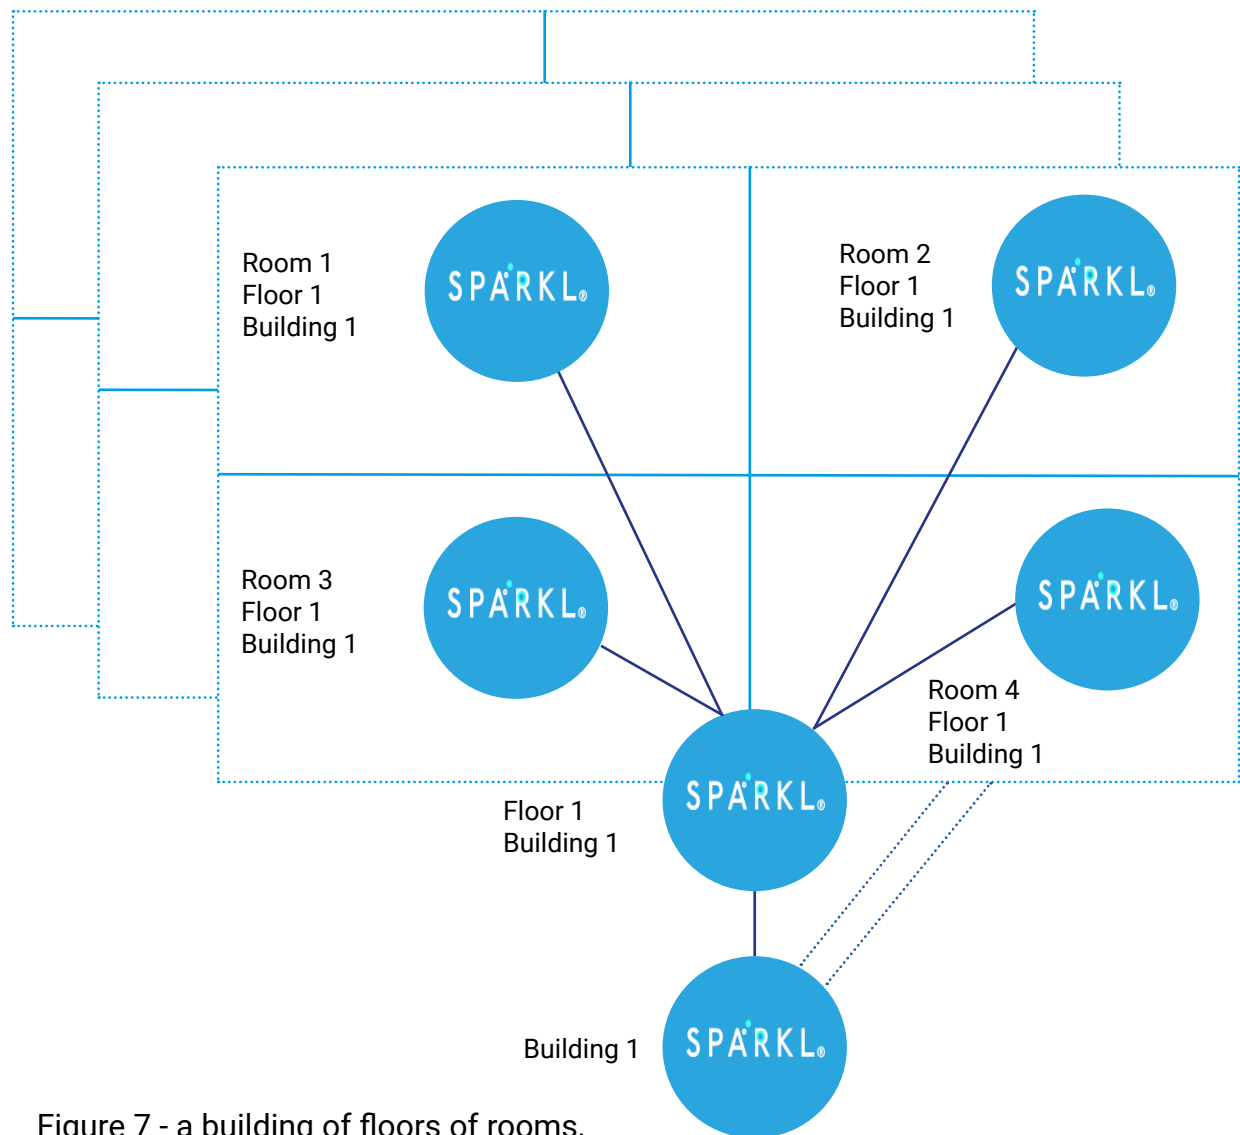 Room 1
Floor 1
Building 1
SPARKL®
Room 2
Floor 1
Building 1
SPARKL®
Room 3
Floor 1
Building 1
SPARKL®
SPARKL®
Room 4
Floor 1
Building 1
Floor 1
Building 1
SPARKL®
Building 1
SPARKL®
Figure 7 - a building of floors of rooms.